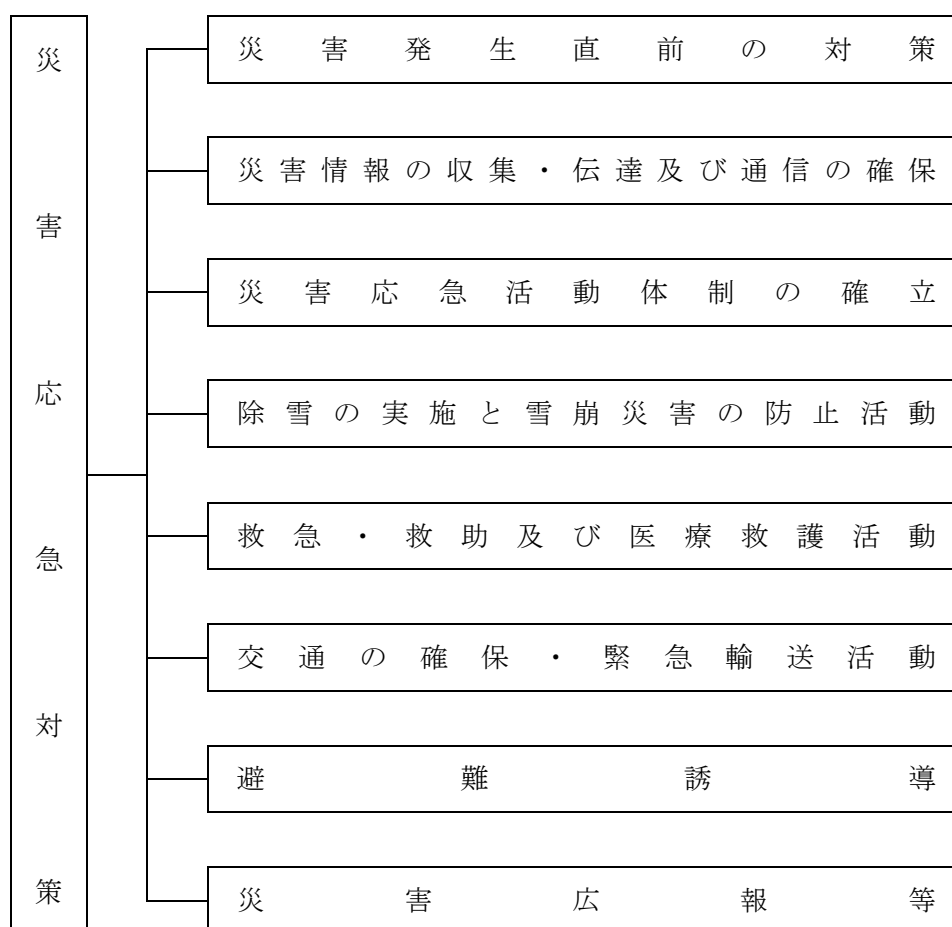 災害応急対策
災害発生直前の対策
災害情報の収集・伝達及び通信の確保
災害応急活動体制の確立
除雪の実施と雪崩災害の防止活動
救急・救助及び医療救護活動
交通の確保・緊急輸送活動
避難誘導
災害広報等